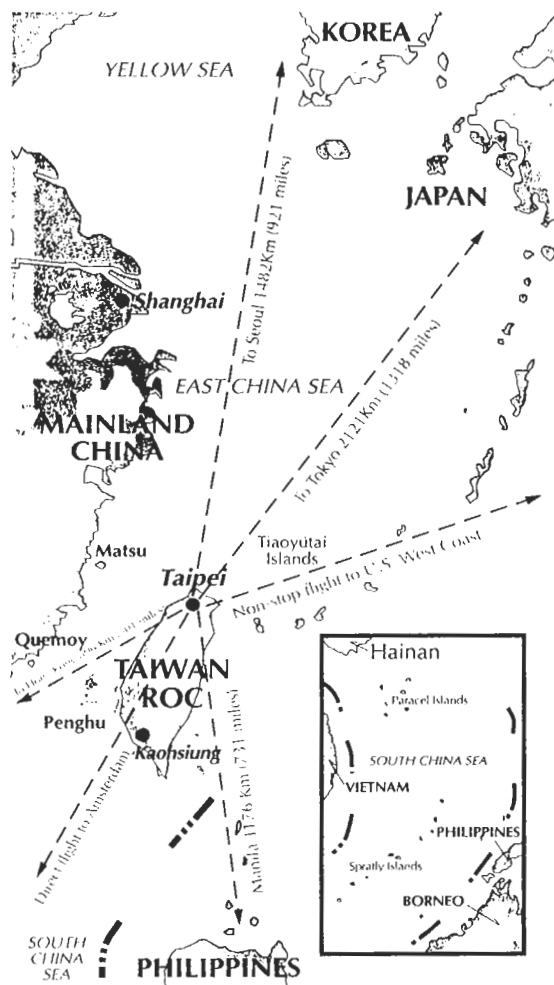 KOREA
YELLOW SEA
JAPAN
To Seoul 1482Km (921 miles)
Shanghai
To Tokyo 2121Km (1318 miles)
EAST CHINA SEA
MAINLAND
CHINA
Matsu
Tiaoyutai
Islands
Taipei
Non-stop flight to U.S. West Coast
Quemoy
miles)
TAIWAN
ROC
Penghu
Kaohsiung
Direct flight to Amsterdam
Manila 1176 Km (731 miles)
SOUTH
CHINA
SEA
PHILIPPINES
Hainan
Paracel Islands
SOUTH CHINA SEA
VIETNAM
PHILIPPINES
Spratly Islands
BORNEO